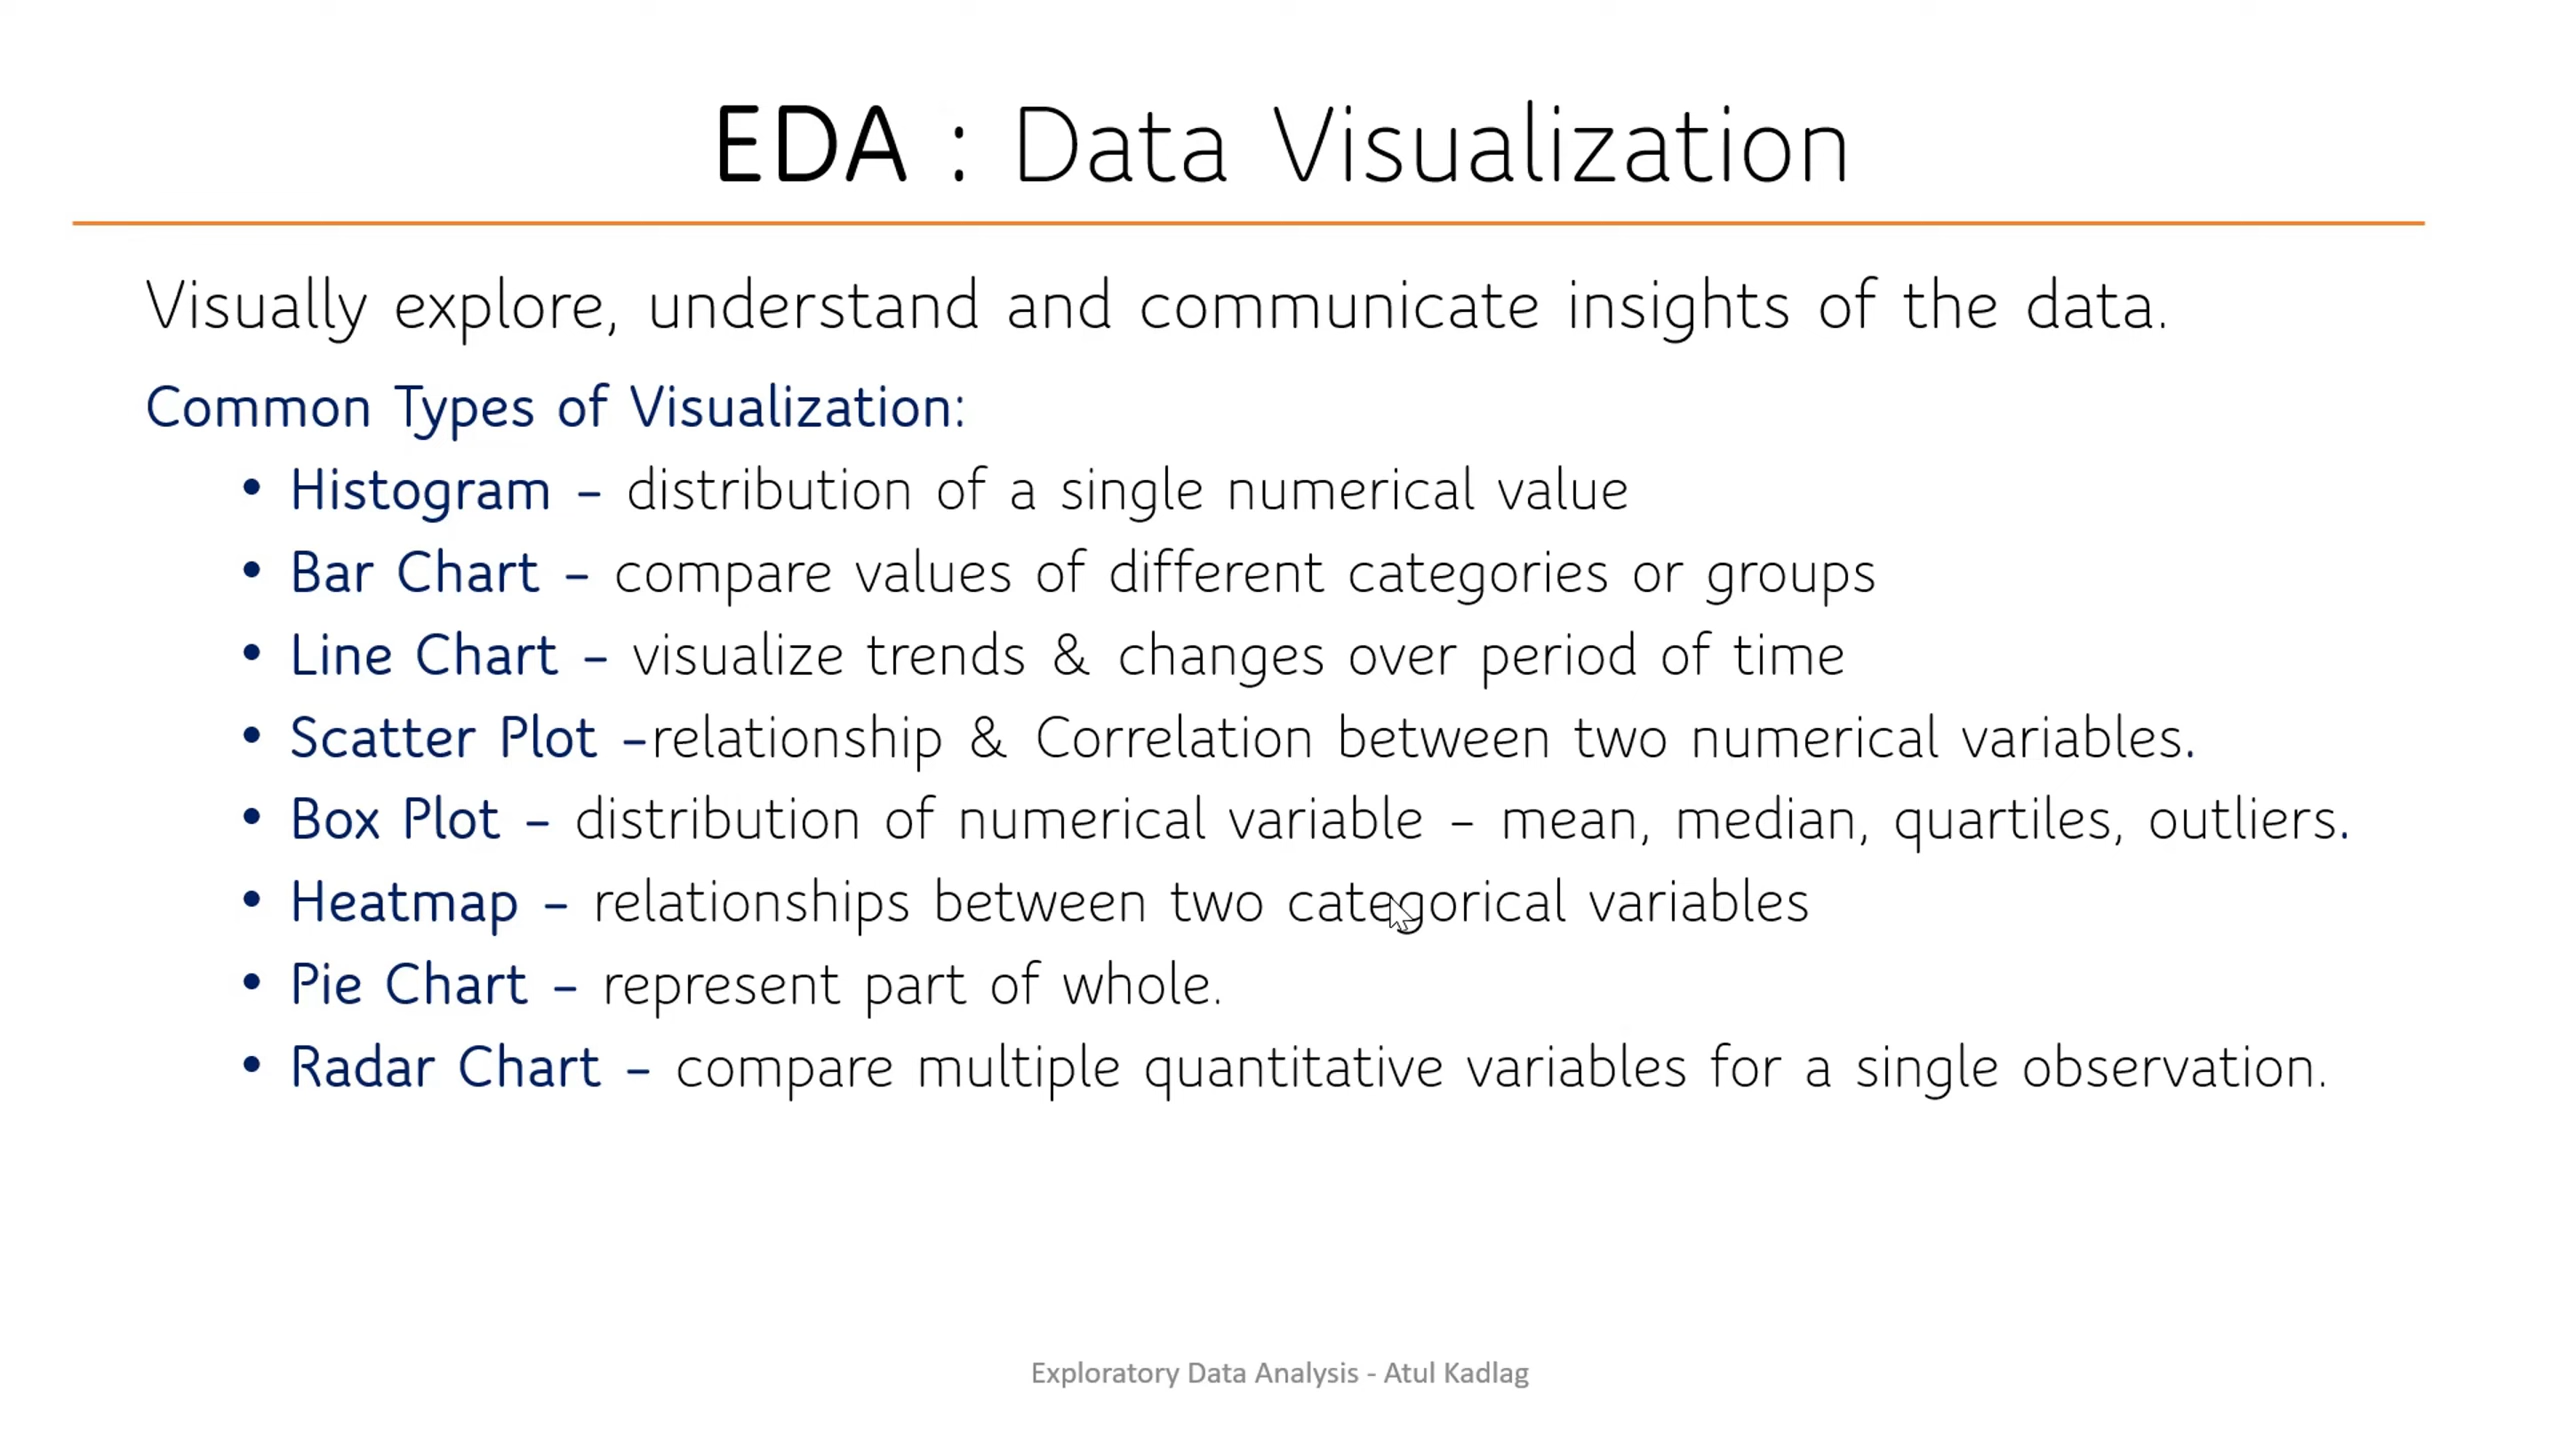 EDA : Data Visualization
Visually explore, understand and communicate insights of the data.
Common Types of Visualization:
• Histogram – distribution of a single numerical value
• Bar Chart – compare values of different categories or groups
• Line Chart – visualize trends & changes over period of time
• Scatter Plot –relationship & Correlation between two numerical variables.
• Box Plot – distribution of numerical variable – mean, median, quartiles, outliers.
• Heatmap – relationships between two categorical variables
• Pie Chart – represent part of whole.
• Radar Chart – compare multiple quantitative variables for a single observation.
Exploratory Data Analysis - Atul Kadlag